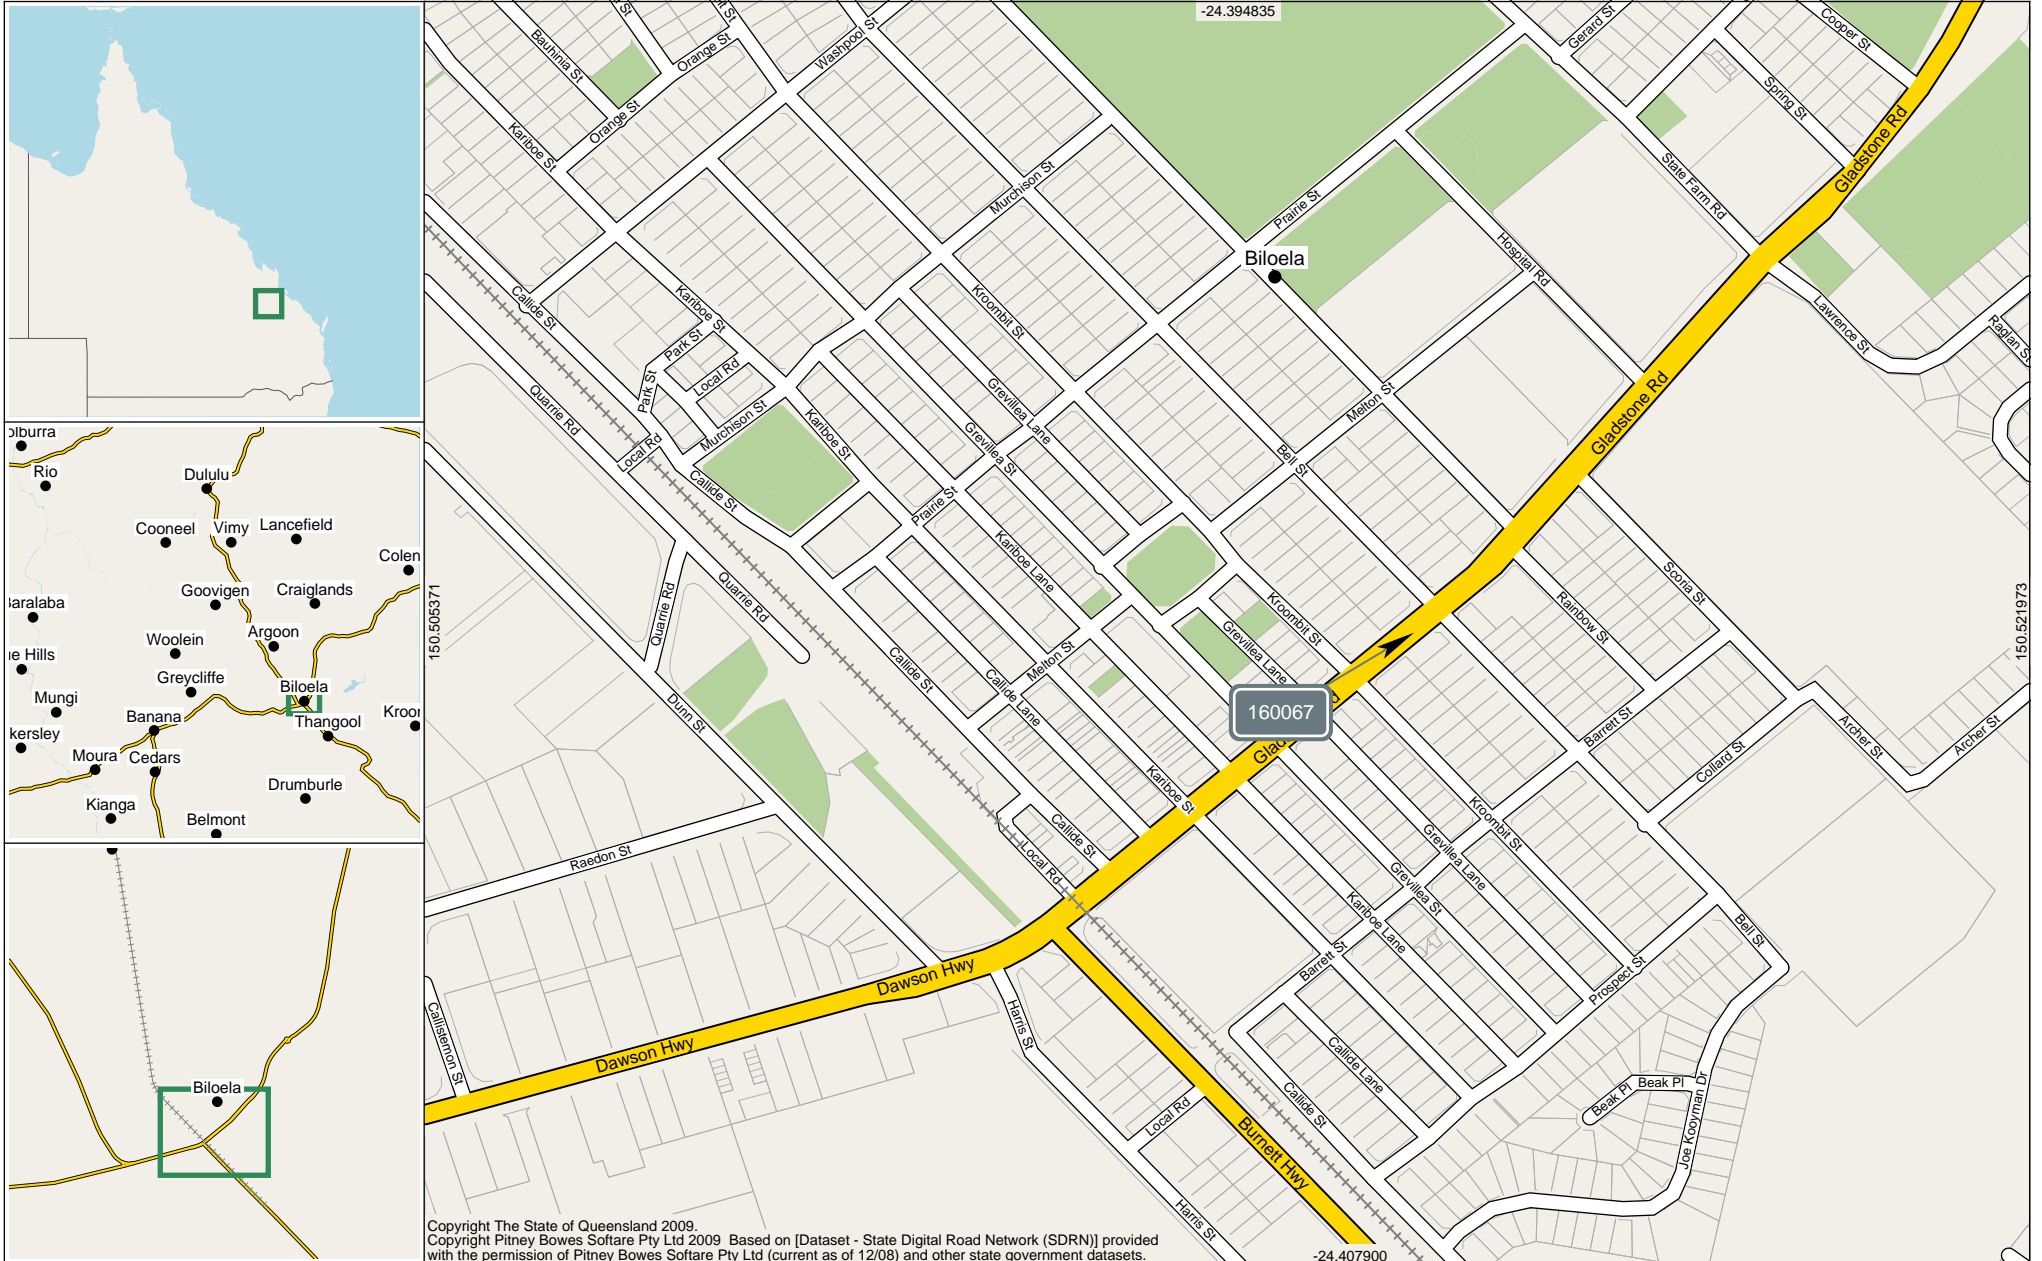 -24.394835
150.505371
150.521973
-24.407900
Bauhinia St
Orange St
Orange St
Washpool St
Kariboe St
Murchison St
Gerard St
Cooper St
Spring St
Gladstone Rd
State Farm Rd
Prairie St
Hospital Rd
Biloela
Lawrence St
Raglan St
Callide St
Kariboe St
Park St
Park St
Local Rd
Murchison St
Kroombit St
Quarrie Rd
Local Rd
Callide St
Kariboe St
Grevillea Lane
Grevillea St
Prairie St
Melton St
Bell St
Gladstone Rd
Kariboe Lane
Quarrie Rd
Quarrie Rd
Callide St
Callide Lane
Melton St
Kroombit St
Grevillea Lane
Scoria St
Rainbow St
160067
Dunn St
Kariboe St
Barrett St
Collard St
Archer St
Archer St
Callide St
Local Rd
Kroombit St
Grevillea Lane
Grevillea St
Kariboe Lane
Raedon St
Barrett St
Prospect St
Bell St
Dawson Hwy
Dawson Hwy
Harris St
Callistemon St
Callide Lane
Callide St
Local Rd
Burnett Hwy
Harris St
Beak Pl
Beak Pl
Joe Kooyman Dr
Rio
Dululu
Cooneel
Vimy
Lancefield
Goovigen
Craiglands
Woolein
Argoon
Greycliffe
Biloela
Mungi
Banana
Thangool
Moura
Cedars
Drumburle
Kianga
Belmont
Biloela
Copyright The State of Queensland 2009.
Copyright Pitney Bowes Softare Pty Ltd 2009 Based on [Dataset - State Digital Road Network (SDRN)] provided
with the permission of Pitney Bowes Softare Pty Ltd (current as of 12/08) and other state government datasets.